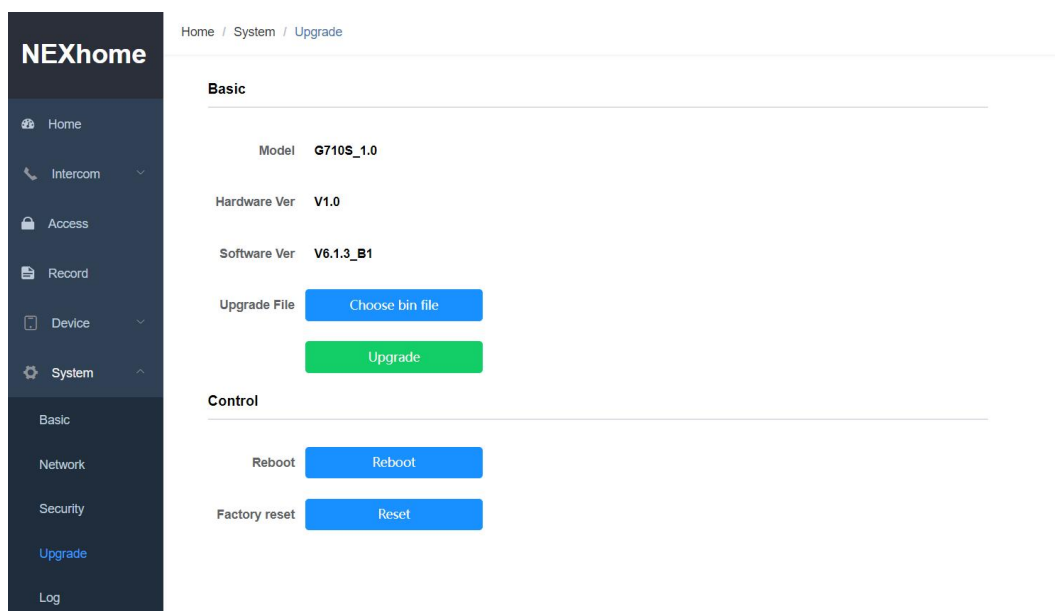 NEXhome
Home
Intercom
Access
Record
Device
System
Basic
Network
Security
Upgrade
Log
Home / System / Upgrade
Basic
Model G710S_1.0
Hardware Ver V1.0
Software Ver V6.1.3_B1
Upgrade File Choose bin file
Upgrade
Control
Reboot Reboot
Factory reset Reset